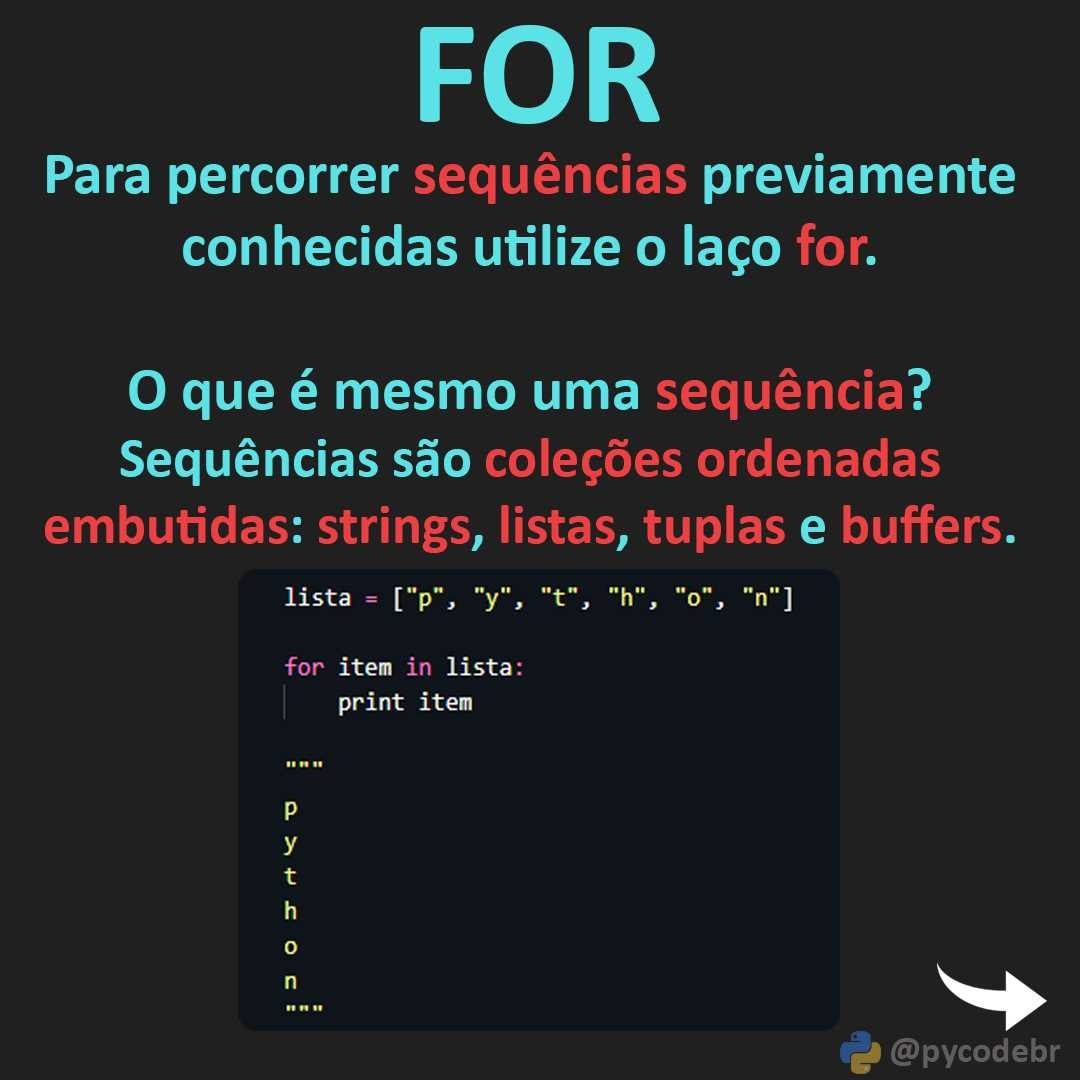 FOR
Para percorrer sequências previamente
conhecidas utilize o laço for.
O que é mesmo uma sequência?
Sequências são coleções ordenadas
embutidas: strings, listas, tuplas e buffers.
lista = ["p", "y", "t", "h", "o", "n"]
for item in lista:
    print item
"""
p
y
t
h
o
n
"""
@pycodebr